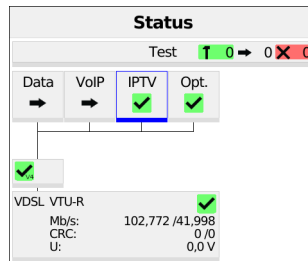 Status
Test 0 0 0
Data VoIP IPTV Opt.
V4
VDSL VTU-R
Mb/s: 102,772 /41,998
CRC: 0 /0
U: 0,0 V